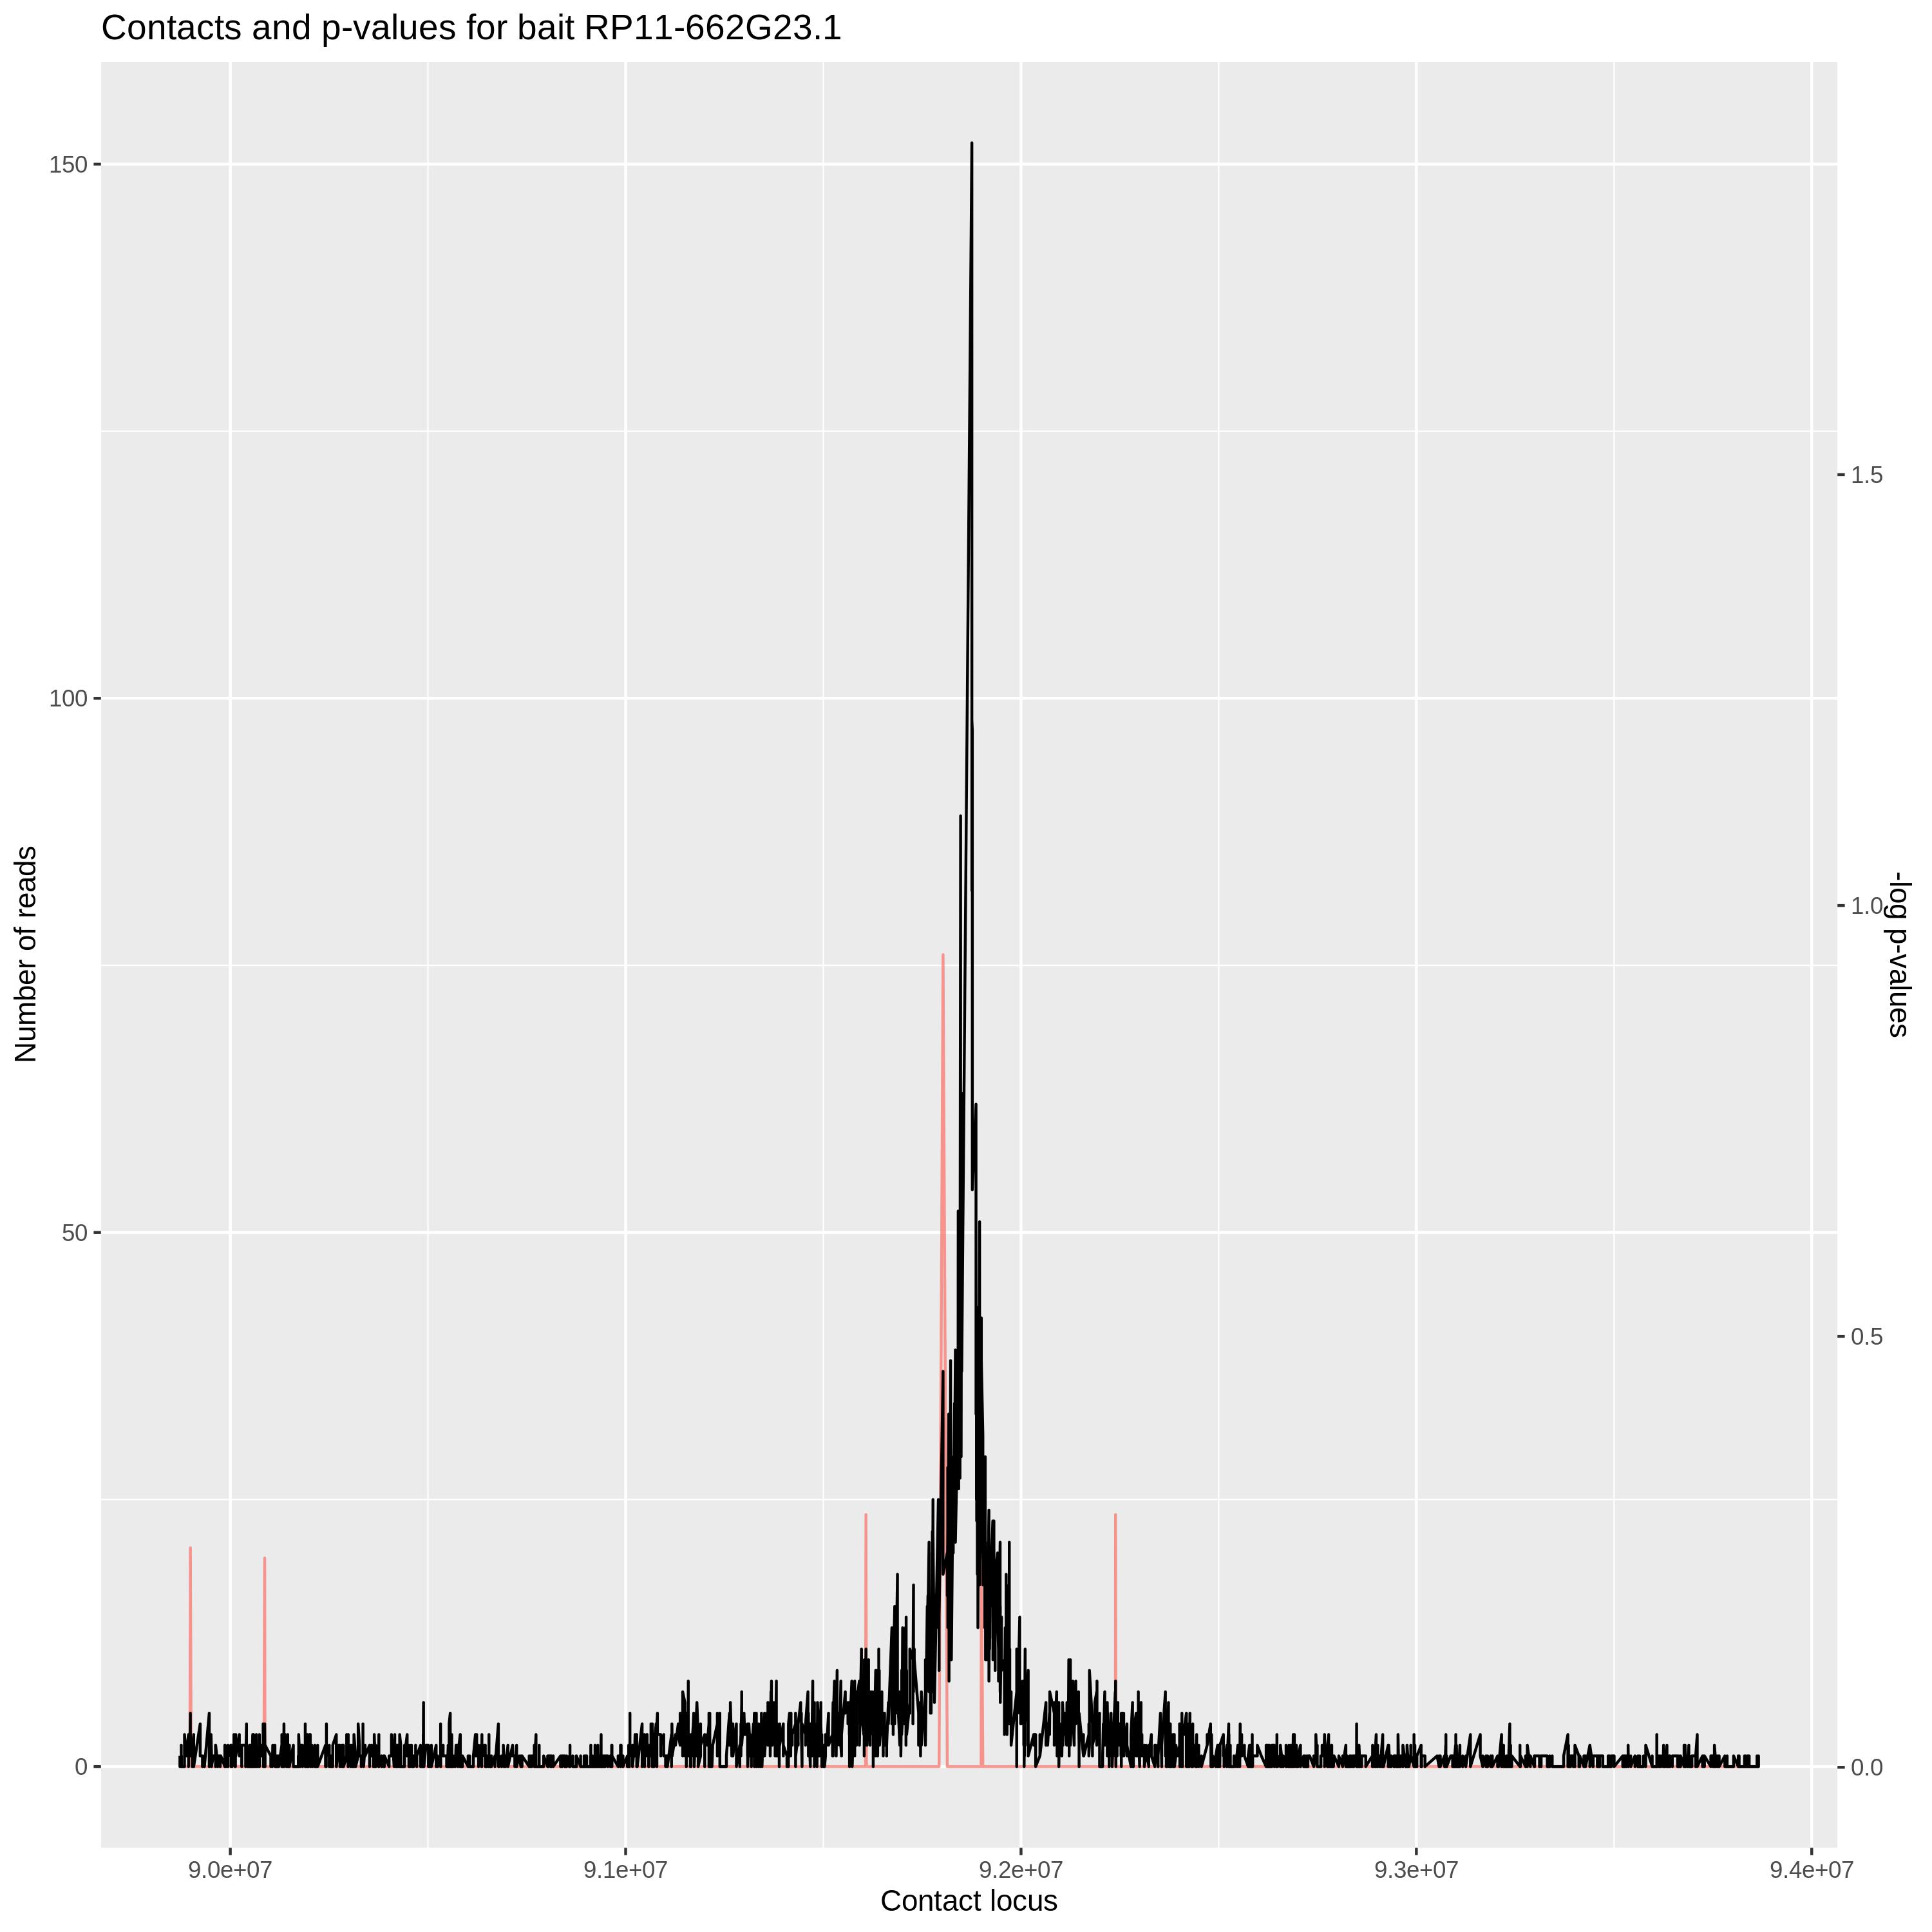 Contacts and p-values for bait RP11-662G23.1
150
100
50
0
Number of reads
1.5
1.0
0.5
0.0
-log p-values
9.0e+07 9.1e+07 9.2e+07 9.3e+07 9.4e+07
Contact locus